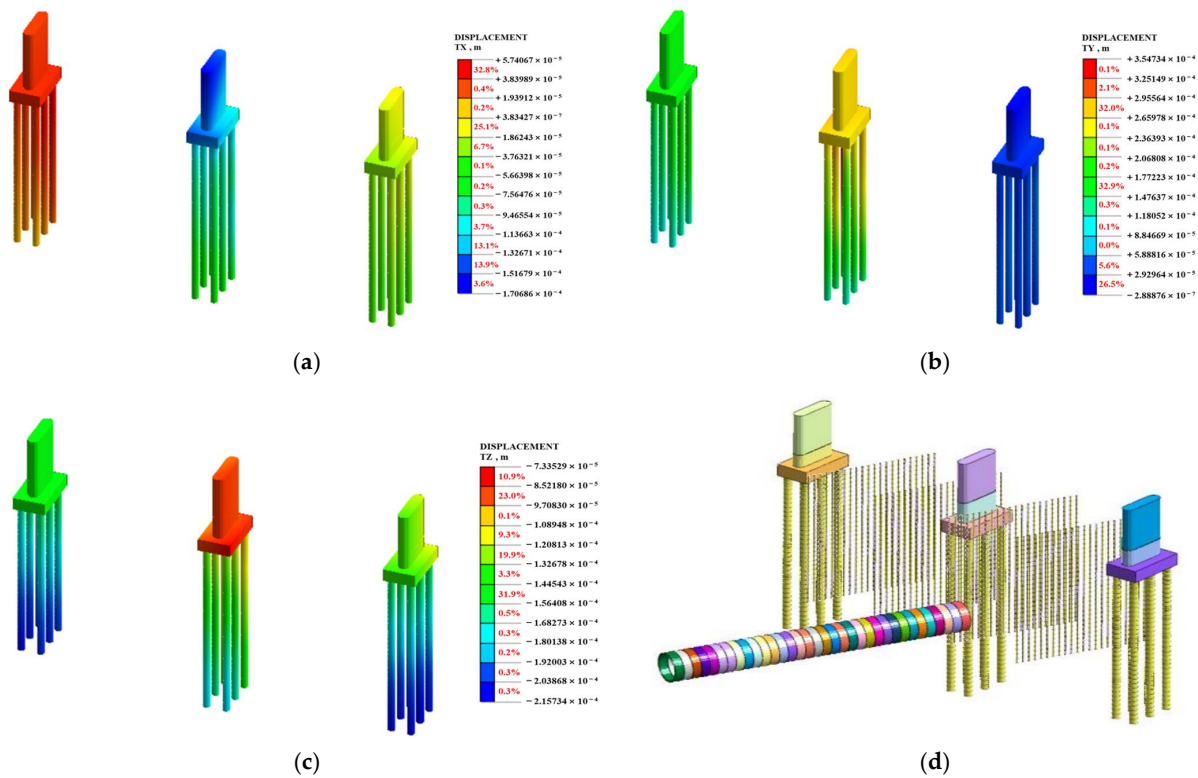 DISPLACEMENT
TX , m
+ 5.74067 × 10⁻⁵
32.8%
+ 3.83989 × 10⁻⁵
0.4%
+ 1.93912 × 10⁻⁵
0.2%
+ 3.83427 × 10⁻⁷
25.1%
− 1.86243 × 10⁻⁵
6.7%
− 3.76321 × 10⁻⁵
0.1%
− 5.66398 × 10⁻⁵
0.2%
− 7.56476 × 10⁻⁵
0.3%
− 9.46554 × 10⁻⁵
3.7%
− 1.13663 × 10⁻⁴
13.1%
− 1.32671 × 10⁻⁴
13.9%
− 1.51679 × 10⁻⁴
3.6%
− 1.70686 × 10⁻⁴
(a)
DISPLACEMENT
TY , m
+ 3.54734 × 10⁻⁴
0.1%
+ 3.25149 × 10⁻⁴
2.1%
+ 2.95564 × 10⁻⁴
32.0%
+ 2.65978 × 10⁻⁴
0.1%
+ 2.36393 × 10⁻⁴
0.1%
+ 2.06808 × 10⁻⁴
0.2%
+ 1.77223 × 10⁻⁴
32.9%
+ 1.47637 × 10⁻⁴
0.3%
+ 1.18052 × 10⁻⁴
0.1%
+ 8.84669 × 10⁻⁵
0.0%
+ 5.88816 × 10⁻⁵
5.6%
+ 2.92964 × 10⁻⁵
26.5%
− 2.88876 × 10⁻⁷
(b)
DISPLACEMENT
TZ , m
− 7.33529 × 10⁻⁵
10.9%
− 8.52180 × 10⁻⁵
23.0%
− 9.70830 × 10⁻⁵
0.1%
− 1.08948 × 10⁻⁴
9.3%
− 1.20813 × 10⁻⁴
19.9%
− 1.32678 × 10⁻⁴
3.3%
− 1.44543 × 10⁻⁴
31.9%
− 1.56408 × 10⁻⁴
0.5%
− 1.68273 × 10⁻⁴
0.3%
− 1.80138 × 10⁻⁴
0.2%
− 1.92003 × 10⁻⁴
0.3%
− 2.03868 × 10⁻⁴
0.3%
− 2.15734 × 10⁻⁴
(c)
(d)